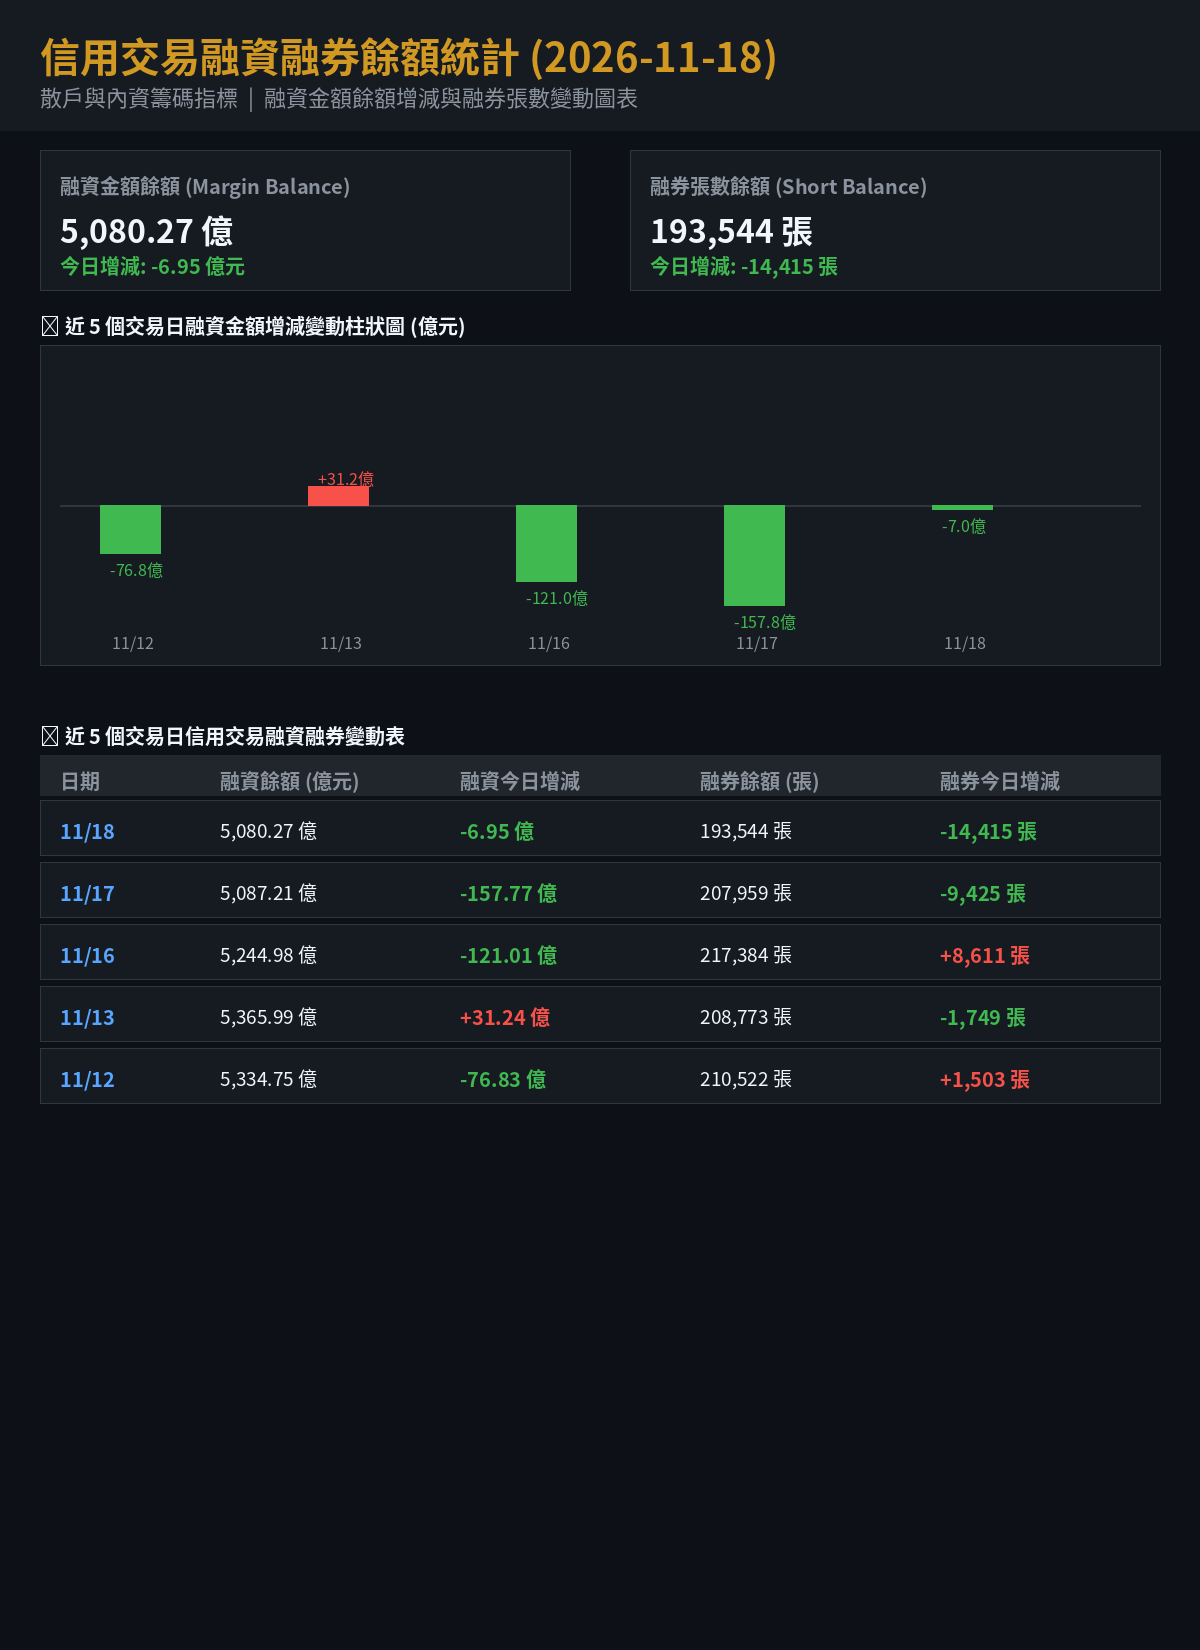 信用交易融資融券餘額統計 (2026-11-18)
散戶與內資籌碼指標 | 融資金額餘額增減與融券張數變動圖表
融資金額餘額 (Margin Balance)
5,080.27 億
今日增減: -6.95 億元
融券張數餘額 (Short Balance)
193,544 張
今日增減: -14,415 張
近 5 個交易日融資金額增減變動柱狀圖 (億元)
-76.8億
+31.2億
-121.0億
-157.8億
-7.0億
11/12 11/13 11/16 11/17 11/18
近 5 個交易日信用交易融資融券變動表
日期 融資餘額 (億元) 融資今日增減 融券餘額 (張) 融券今日增減
11/18 5,080.27 億 -6.95 億 193,544 張 -14,415 張
11/17 5,087.21 億 -157.77 億 207,959 張 -9,425 張
11/16 5,244.98 億 -121.01 億 217,384 張 +8,611 張
11/13 5,365.99 億 +31.24 億 208,773 張 -1,749 張
11/12 5,334.75 億 -76.83 億 210,522 張 +1,503 張